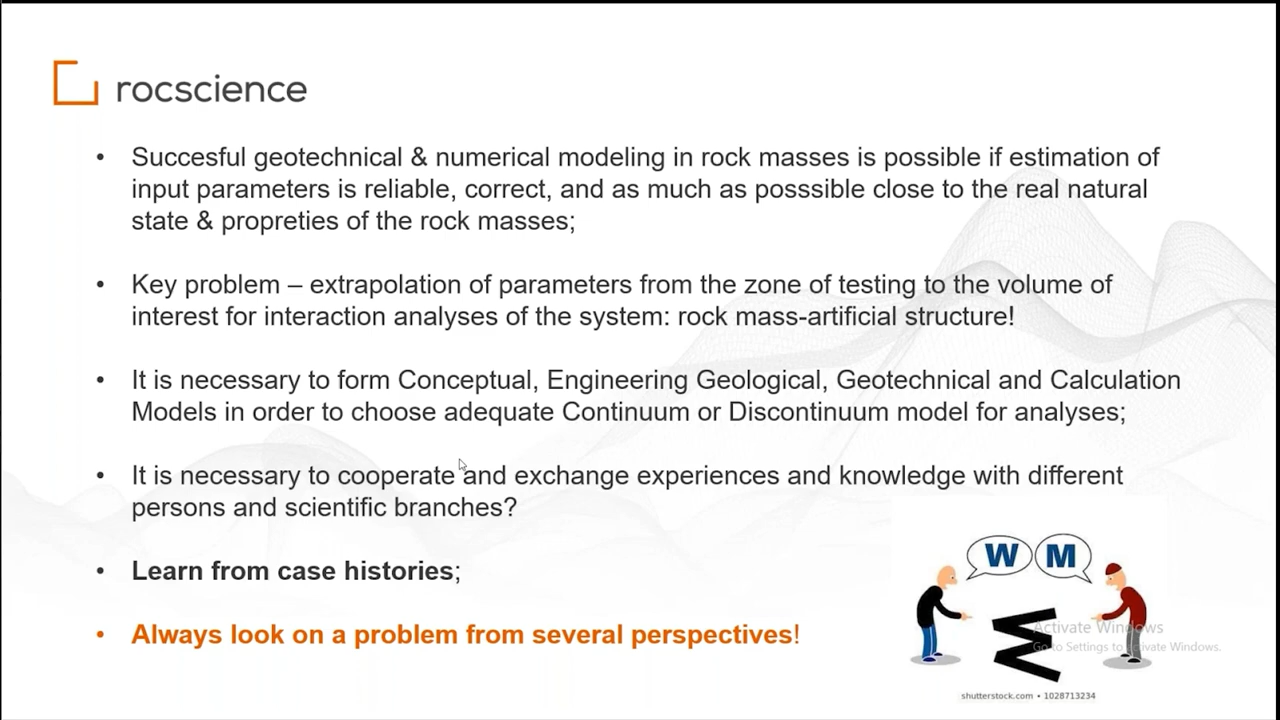 rocscience
• Succesful geotechnical & numerical modeling in rock masses is possible if estimation of
input parameters is reliable, correct, and as much as posssible close to the real natural
state & propreties of the rock masses;
• Key problem – extrapolation of parameters from the zone of testing to the volume of
interest for interaction analyses of the system: rock mass-artificial structure!
• It is necessary to form Conceptual, Engineering Geological, Geotechnical and Calculation
Models in order to choose adequate Continuum or Discontinuum model for analyses;
• It is necessary to cooperate and exchange experiences and knowledge with different
persons and scientific branches?
• Learn from case histories;
• Always look on a problem from several perspectives!
W M
Activate Windows
Go to Settings to activate Windows.
shutterstock.com • 1028713234